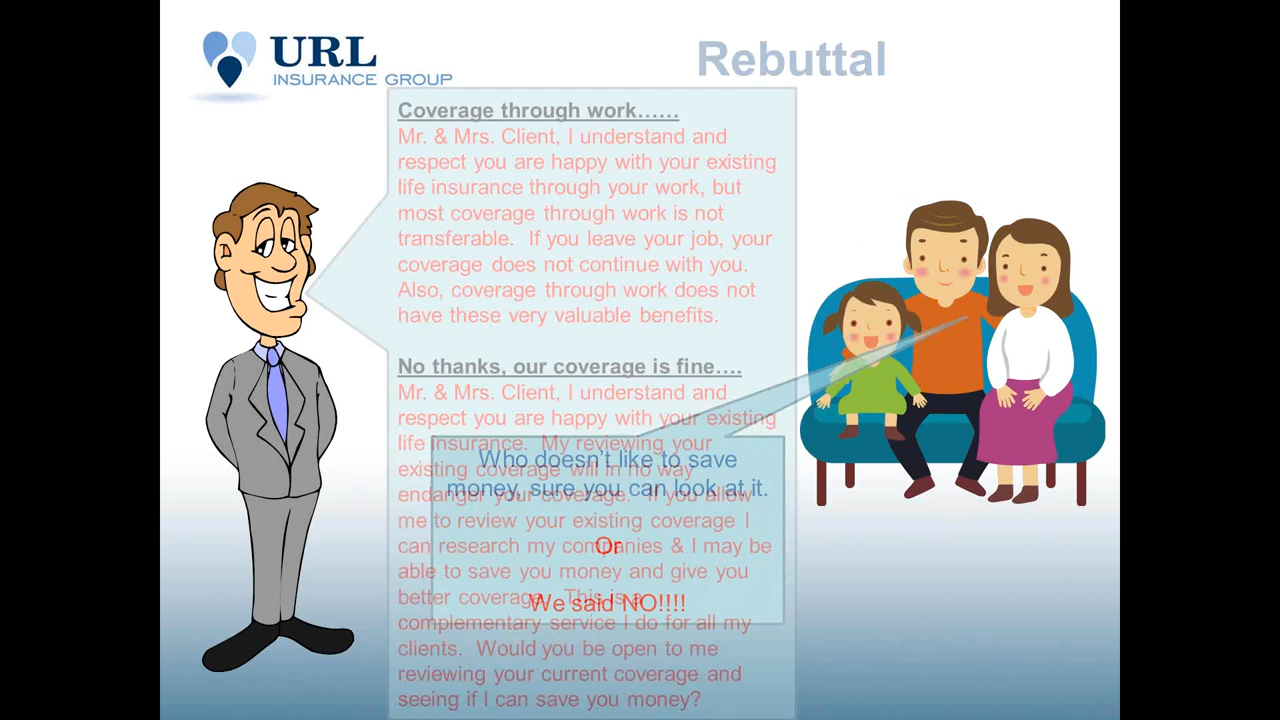 URL
INSURANCE GROUP
Rebuttal
Coverage through work……
Mr. & Mrs. Client, I understand and
respect you are happy with your existing
life insurance through your work, but
most coverage through work is not
transferable.  If you leave your job, your
coverage does not continue with you.
Also, coverage through work does not
have these very valuable benefits.
No thanks, our coverage is fine….
Mr. & Mrs. Client, I understand and
respect you are happy with your existing
life insurance.  My reviewing your
existing coverage will in no way
endanger your coverage.  If you allow
me to review your existing coverage I
can research my companies & I may be
able to save you money and give you
better coverage.  This is a
complementary service I do for all my
clients.  Would you be open to me
reviewing your current coverage and
seeing if I can save you money?
Who doesn't like to save
money, sure you can look at it.
Or
We said NO!!!!